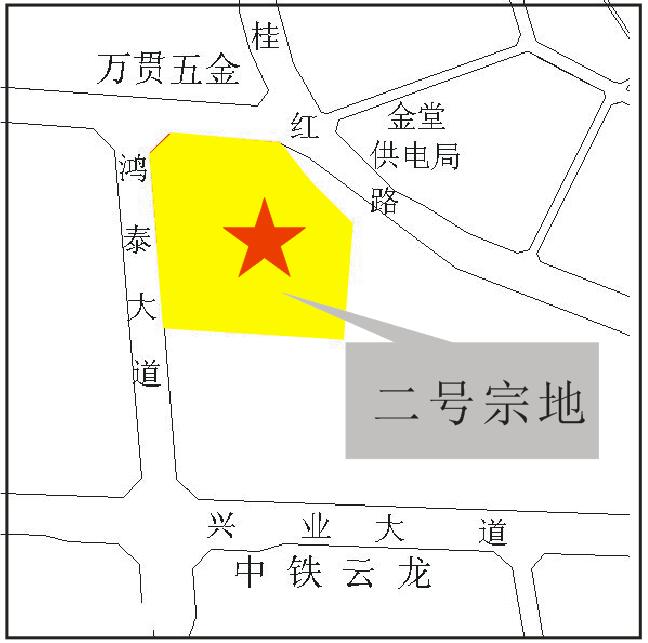 万贯五金
桂红路
金堂
供电局
鸿泰大道
二号宗地
兴业大道
中铁云龙